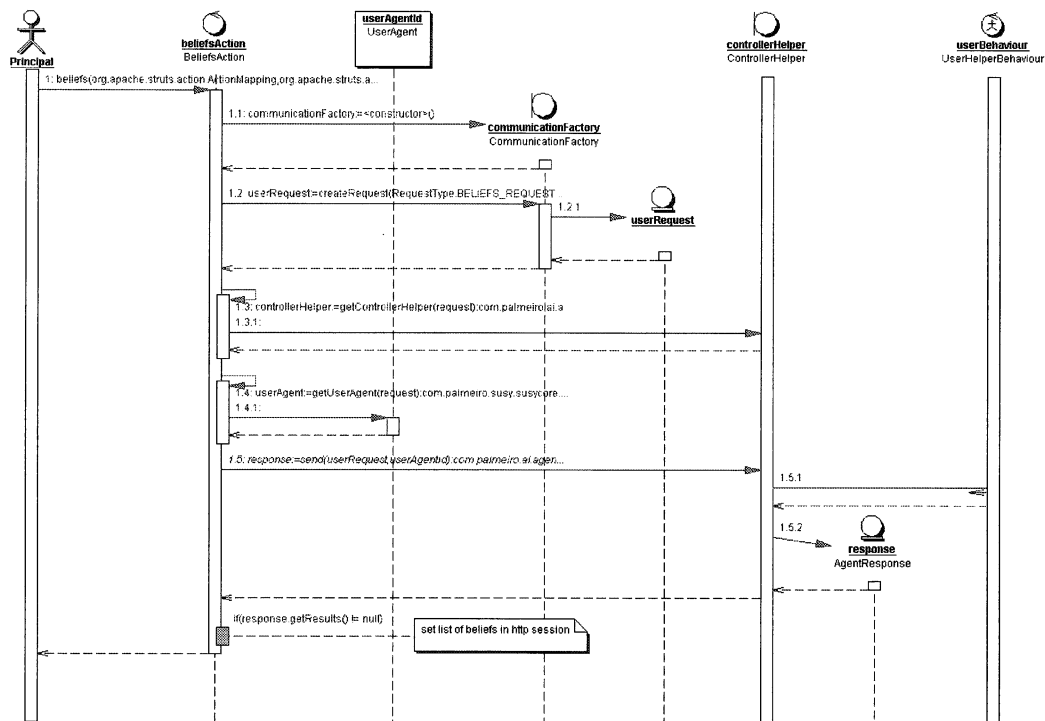 userAgentId
UserAgent
Principal
beliefsAction
BeliefsAction
controllerHelper
ControllerHelper
userBehaviour
UserHelperBehaviour
1: beliefs(org.apache.struts.action.ActionMapping,org.apache.struts.a...
1.1: communicationFactory:=<constructor>()
communicationFactory
CommunicationFactory
1.2: userRequest:=createRequest(RequestType.BELIEFS_REQUEST...
1.2.1
userRequest
1.3: controllerHelper:=getControllerHelper(request):com.palmeiro.ai.a
1.3.1:
1.4: userAgent:=getUserAgent(request):com.palmeiro.susy.susycore....
1.4.1:
1.5: response:=send(userRequest,userAgentId):com.palmeiro.ai.agen...
1.5.1
1.5.2
response
AgentResponse
if(response.getResults() != null)
set list of beliefs in http session